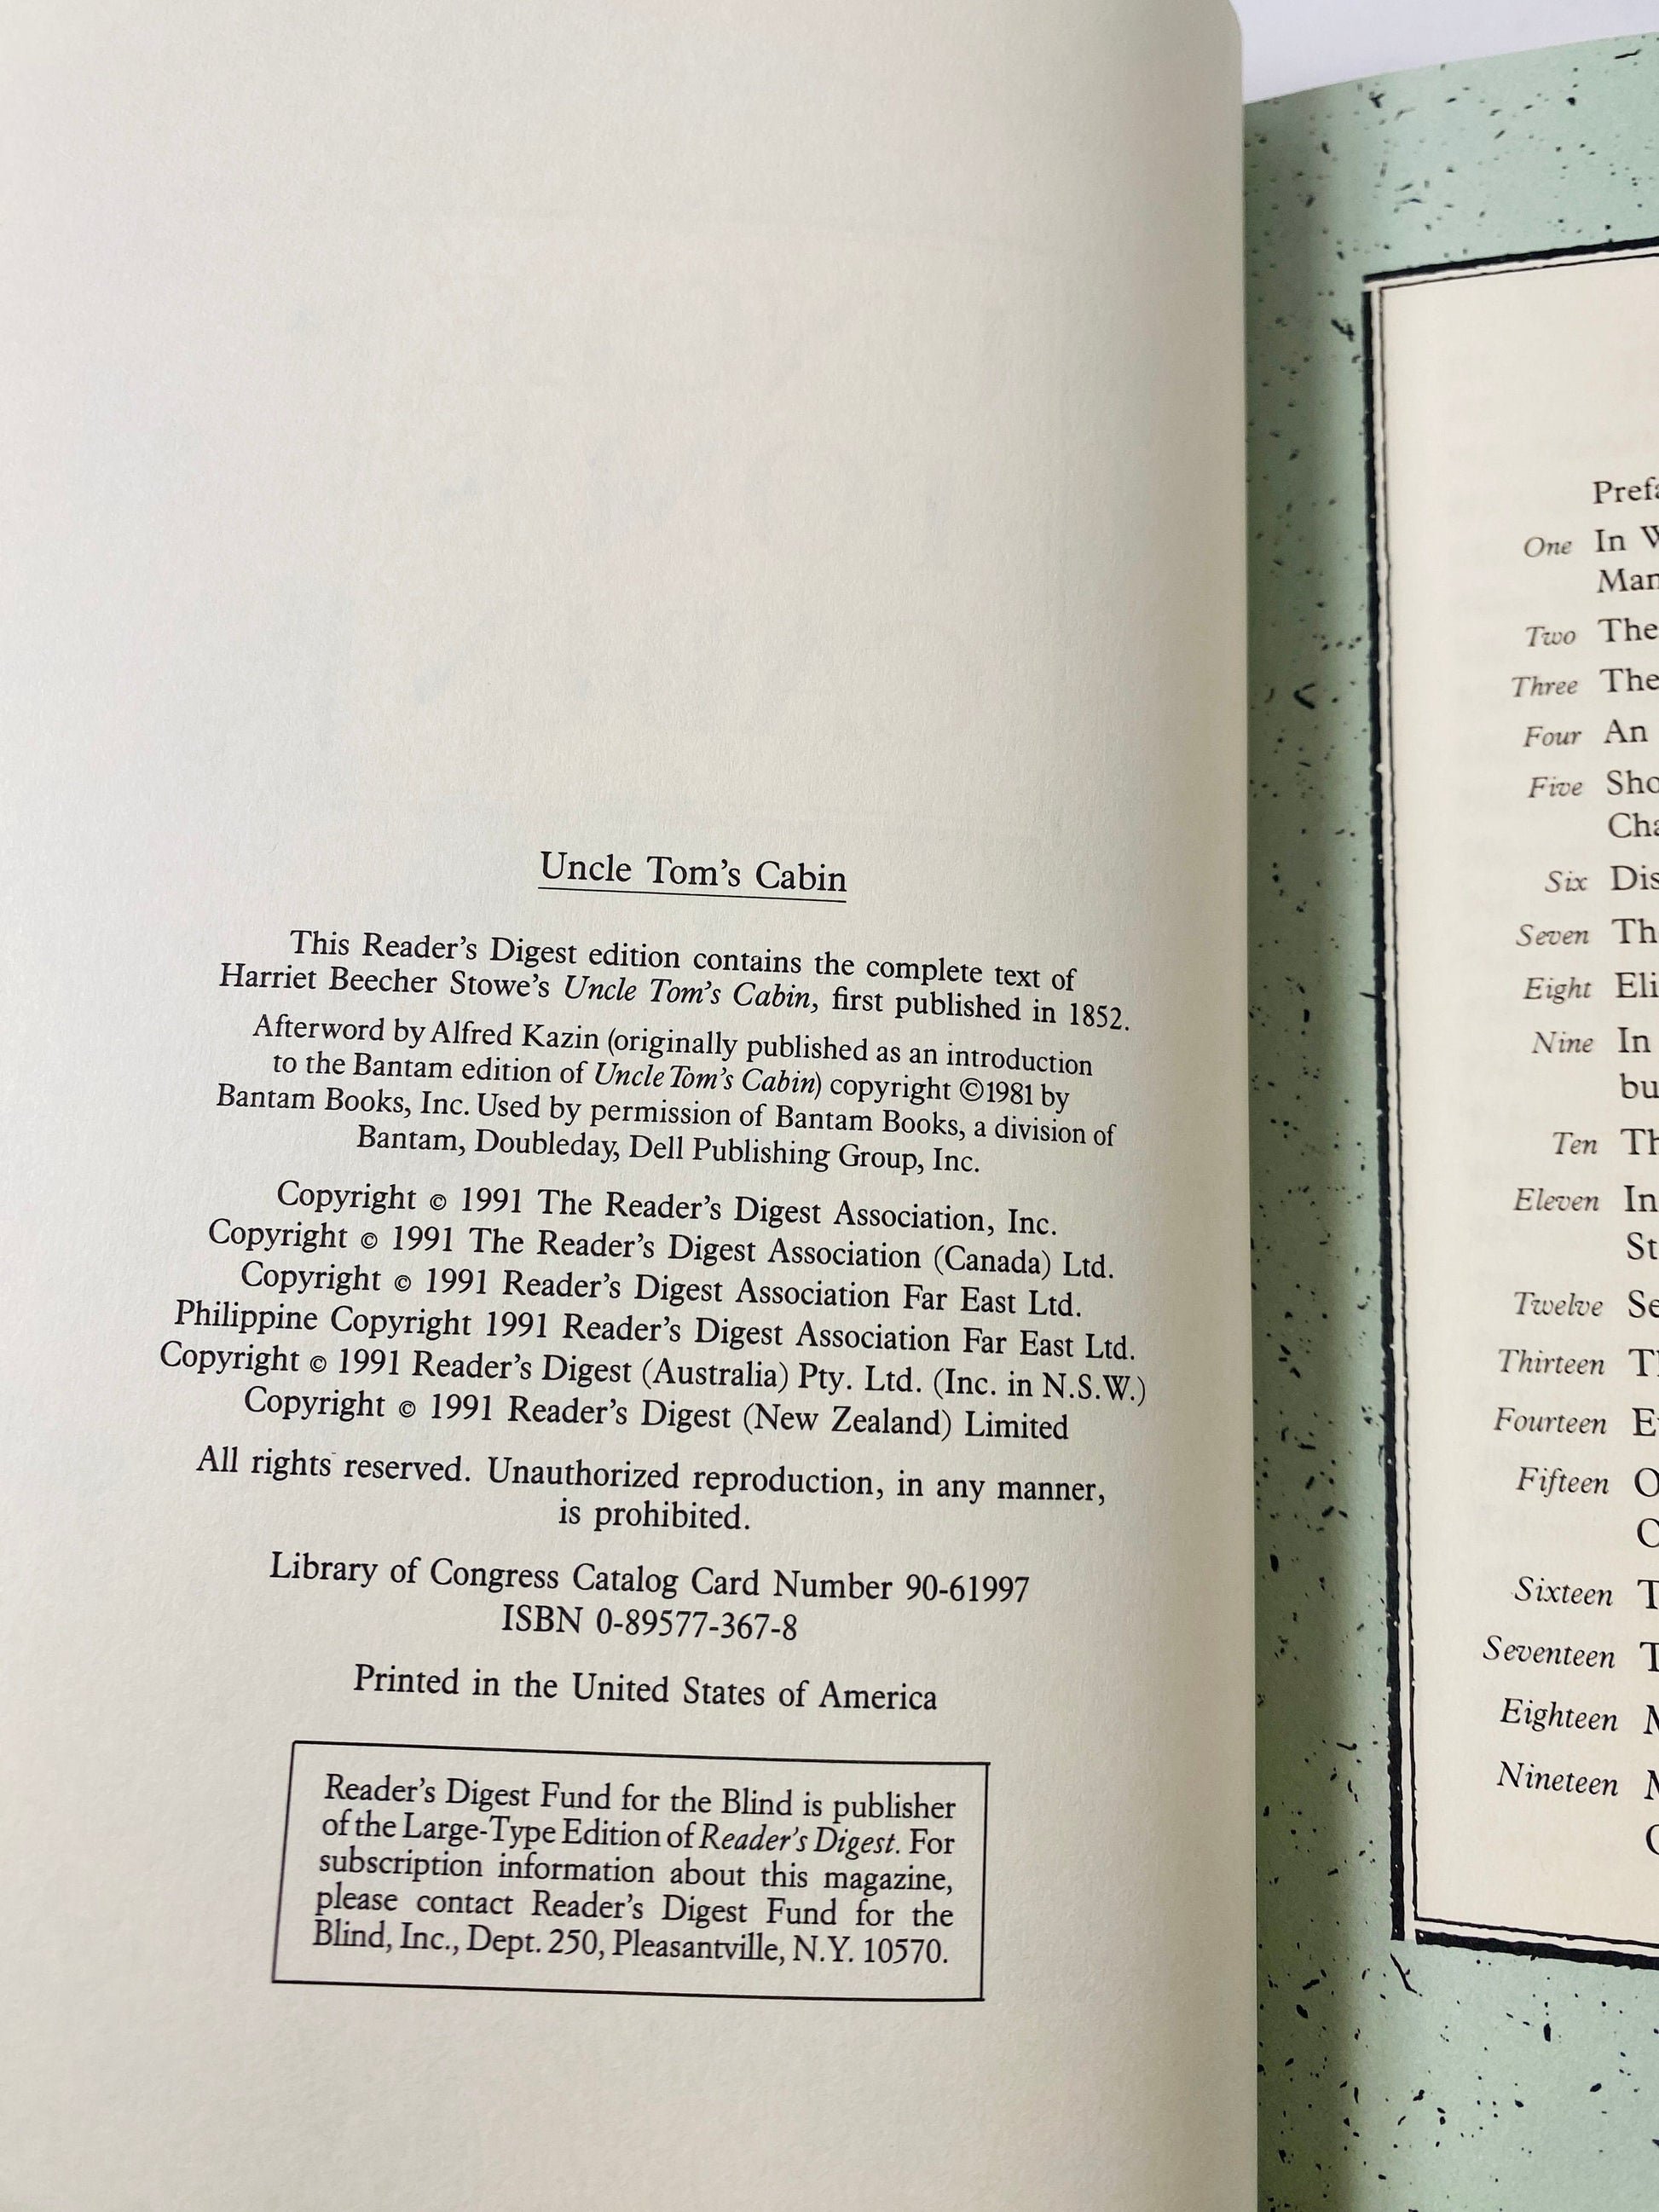 Uncle Tom's Cabin
This Reader's Digest edition contains the complete text of
Harriet Beecher Stowe's Uncle Tom's Cabin, first published in 1852.
Afterword by Alfred Kazin (originally published as an introduction
to the Bantam edition of Uncle Tom's Cabin) copyright ©1981 by
Bantam Books, Inc. Used by permission of Bantam Books, a division of
Bantam, Doubleday, Dell Publishing Group, Inc.
Copyright © 1991 The Reader's Digest Association, Inc.
Copyright © 1991 The Reader's Digest Association (Canada) Ltd.
Copyright © 1991 Reader's Digest Association Far East Ltd.
Philippine Copyright 1991 Reader's Digest Association Far East Ltd.
Copyright © 1991 Reader's Digest (Australia) Pty. Ltd. (Inc. in N.S.W.)
Copyright © 1991 Reader's Digest (New Zealand) Limited
All rights reserved. Unauthorized reproduction, in any manner,
is prohibited.
Library of Congress Catalog Card Number 90-61997
ISBN 0-89577-367-8
Printed in the United States of America
Reader's Digest Fund for the Blind is publisher
of the Large-Type Edition of Reader's Digest. For
subscription information about this magazine,
please contact Reader's Digest Fund for the
Blind, Inc., Dept. 250, Pleasantville, N.Y. 10570.
One In
Two The
Three The
Four An
Five
Six
Seven
Eight
Nine In
Ten
Eleven In
Twelve
Thirteen
Fourteen
Fifteen
Sixteen
Seventeen
Eighteen
Nineteen